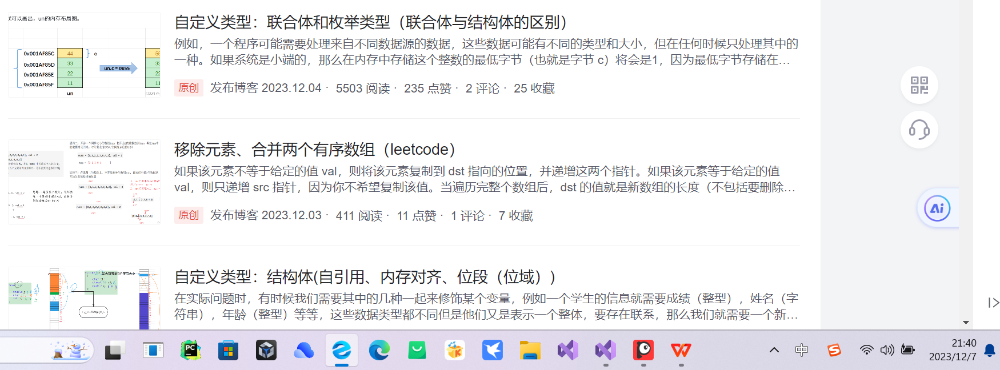 就可以画出，un的内存布局图。
0x001AF85C
44
c
0x001AF85D
33
un.c = 0x55
0x001AF85E
22
22
0x001AF85F
11
un
自定义类型：联合体和枚举类型（联合体与结构体的区别）
例如，一个程序可能需要处理来自不同数据源的数据，这些数据可能有不同的类型和大小，但在任何时候只处理其中的
一种。如果系统是小端的，那么在内存中存储这个整数的最低字节（也就是字节 c）将会是1，因为最低字节存储在…
原创 发布博客 2023.12.04 · 5503 阅读 · 235 点赞 · 2 评论 · 25 收藏
移除元素、合并两个有序数组（leetcode）
如果该元素不等于给定的值 val，则将该元素复制到 dst 指向的位置，并递增这两个指针。如果该元素等于给定的值
val，则只递增 src 指针，因为你不希望复制该值。当遍历完整个数组后，dst 的值就是新数组的长度（不包括要删除…
原创 发布博客 2023.12.03 · 411 阅读 · 11 点赞 · 1 评论 · 7 收藏
自定义类型：结构体(自引用、内存对齐、位段（位域））
在实际问题时，有时候我们需要其中的几种一起来修饰某个变量，例如一个学生的信息就需要成绩（整型），姓名（字
符串），年龄（整型）等等，这些数据类型都不同但是他们又是表示一个整体，要存在联系，那么我们就需要一个新…
Ai
PC
中
21:40
2023/12/7